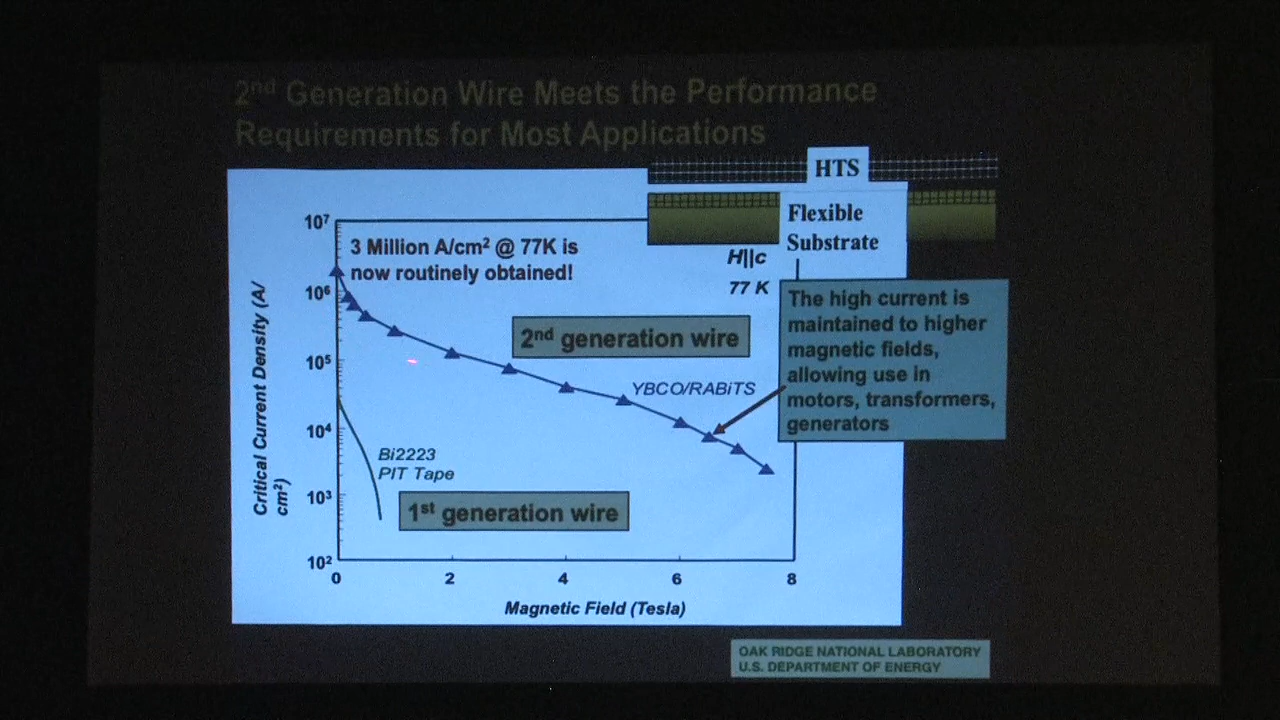 2nd Generation Wire Meets the Performance
Requirements for Most Applications
HTS
Flexible
Substrate
10⁷
3 Million A/cm² @ 77K is
now routinely obtained!
H||c
77 K
10⁶
The high current is
maintained to higher
magnetic fields,
allowing use in
motors, transformers,
generators
2nd generation wire
10⁵
YBCO/RABiTS
Critical Current Density (A/
cm²)
10⁴
Bi2223
PIT Tape
10³
1st generation wire
10²
0
2
4
6
8
Magnetic Field (Tesla)
OAK RIDGE NATIONAL LABORATORY
U.S. DEPARTMENT OF ENERGY